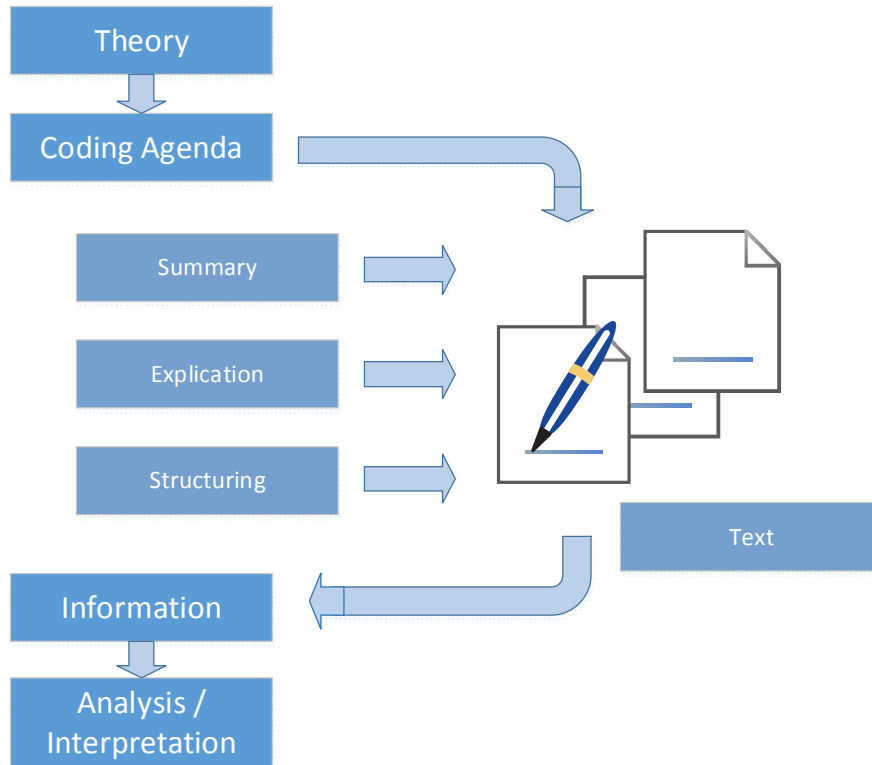 Theory
Coding Agenda
Summary
Explication
Structuring
Text
Information
Analysis /
Interpretation